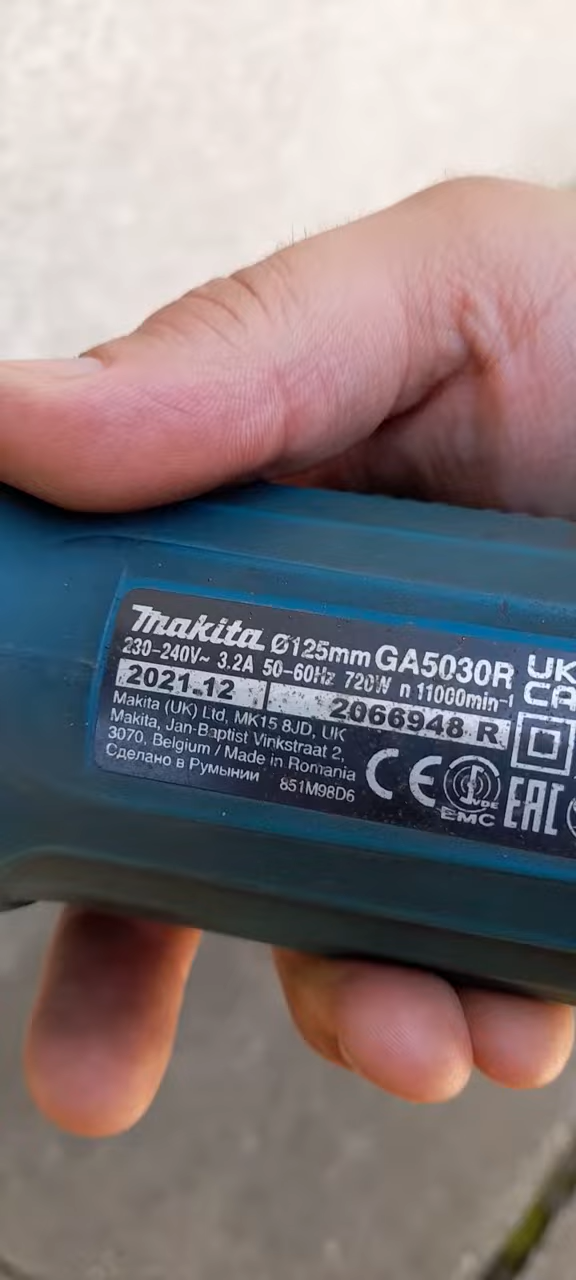 makita Ø125mm GA5030R
230-240V~ 3.2A 50-60Hz 720W n 11000min-1
2021.12 2066948 R
Makita (UK) Ltd, MK15 8JD, UK
Makita, Jan-Baptist Vinkstraat 2,
3070, Belgium / Made in Romania
Сделано в Румынии 851M98D6
UK
CA
CE
VDE
EMC
EAC